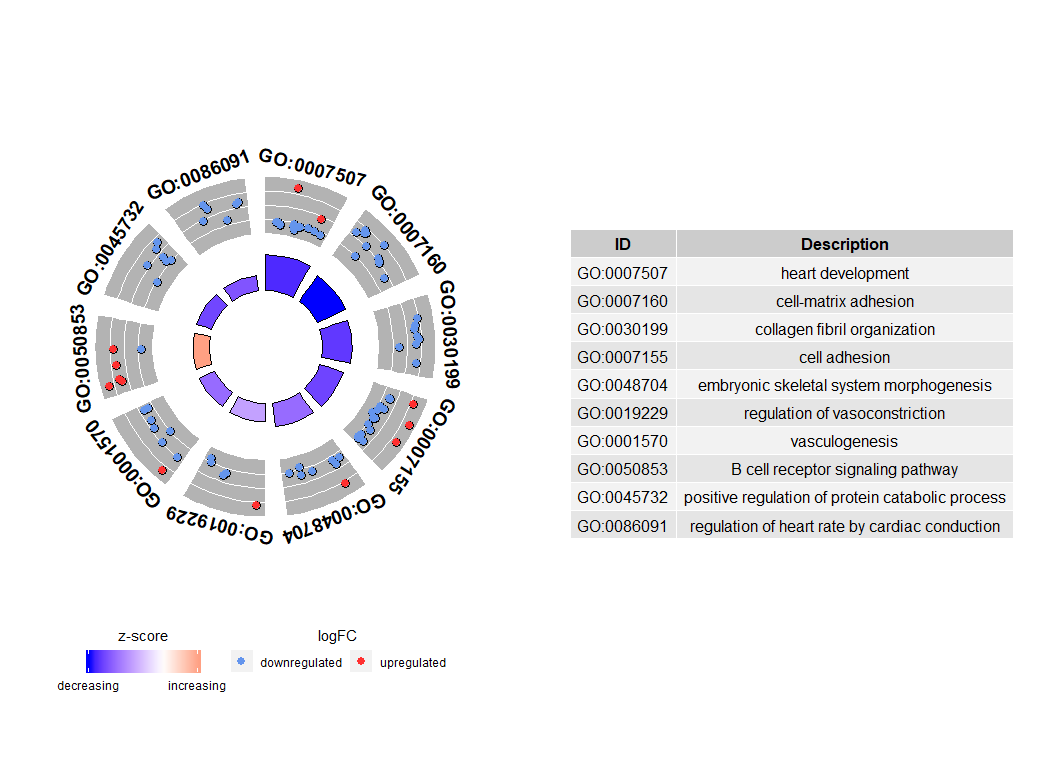 GO:0007507
GO:0007160
GO:0030199
GO:0007155
GO:0048704
GO:0019229
GO:0001570
GO:0050853
GO:0045732
GO:0086091
ID Description
GO:0007507 heart development
GO:0007160 cell-matrix adhesion
GO:0030199 collagen fibril organization
GO:0007155 cell adhesion
GO:0048704 embryonic skeletal system morphogenesis
GO:0019229 regulation of vasoconstriction
GO:0001570 vasculogenesis
GO:0050853 B cell receptor signaling pathway
GO:0045732 positive regulation of protein catabolic process
GO:0086091 regulation of heart rate by cardiac conduction
z-score logFC
downregulated upregulated
decreasing increasing